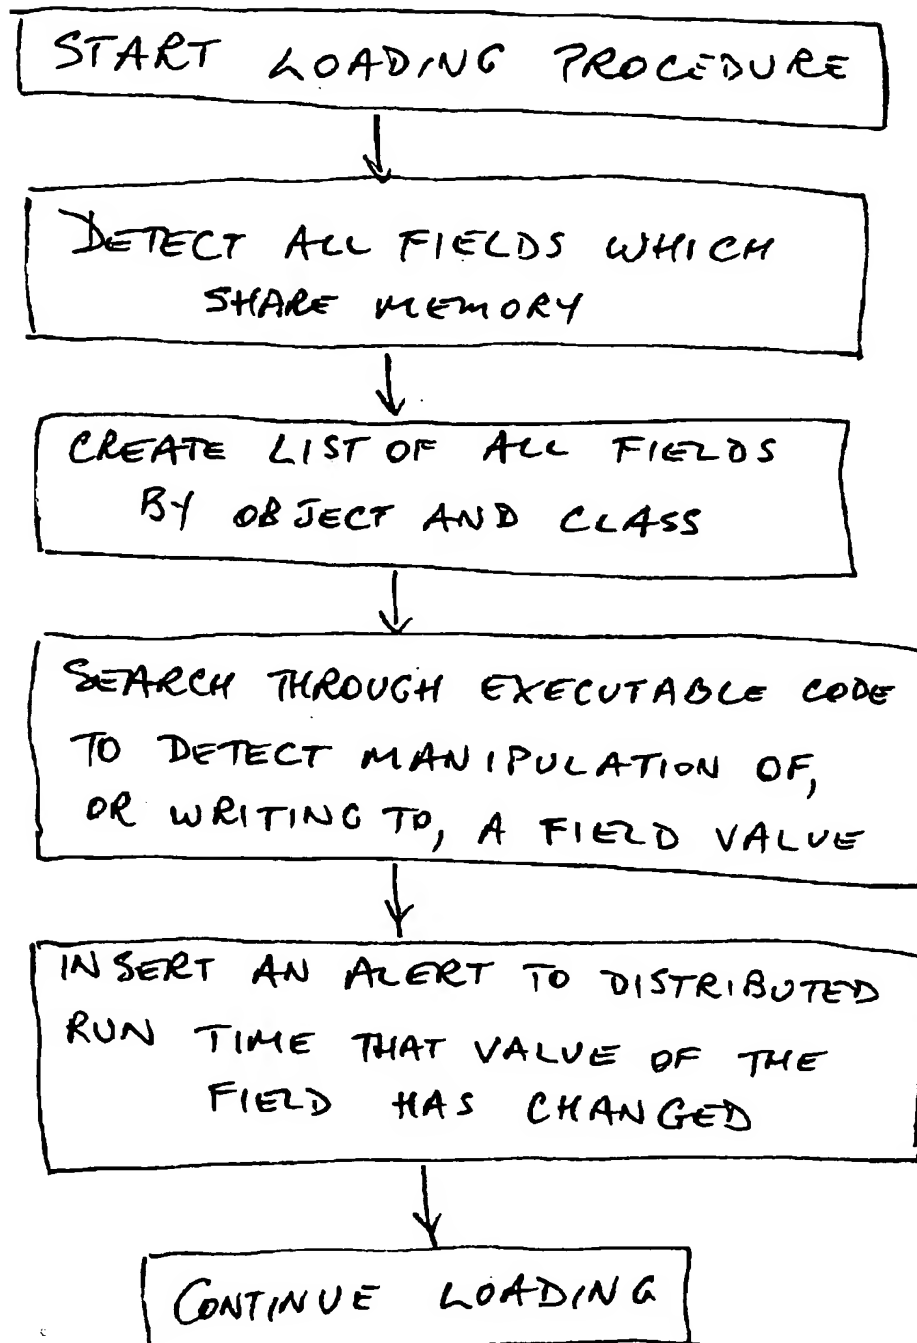 START LOADING PROCEDURE
DETECT ALL FIELDS WHICH
SHARE MEMORY
CREATE LIST OF ALL FIELDS
BY OBJECT AND CLASS
SEARCH THROUGH EXECUTABLE CODE
TO DETECT MANIPULATION OF,
OR WRITING TO, A FIELD VALUE
INSERT AN ALERT TO DISTRIBUTED
RUN TIME THAT VALUE OF THE
FIELD HAS CHANGED
CONTINUE LOADING